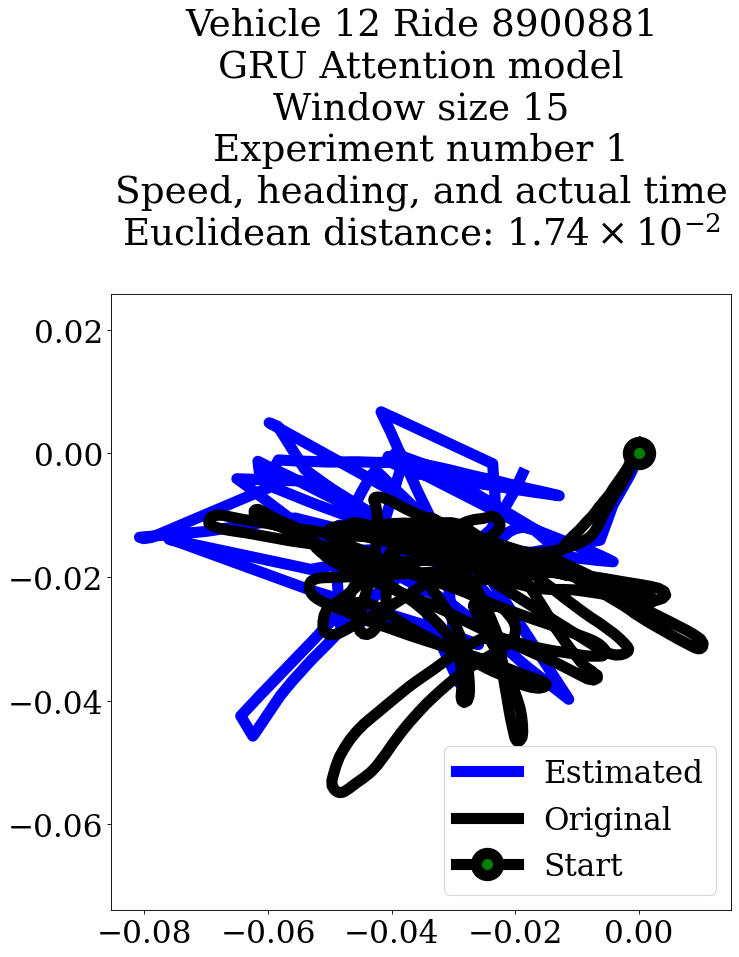 Vehicle 12 Ride 8900881
GRU Attention model
Window size 15
Experiment number 1
Speed, heading, and actual time
Euclidean distance: 1.74 × 10⁻²
0.02
0.00
−0.02
−0.04
−0.06
Estimated
Original
Start
−0.08 −0.06 −0.04 −0.02 0.00